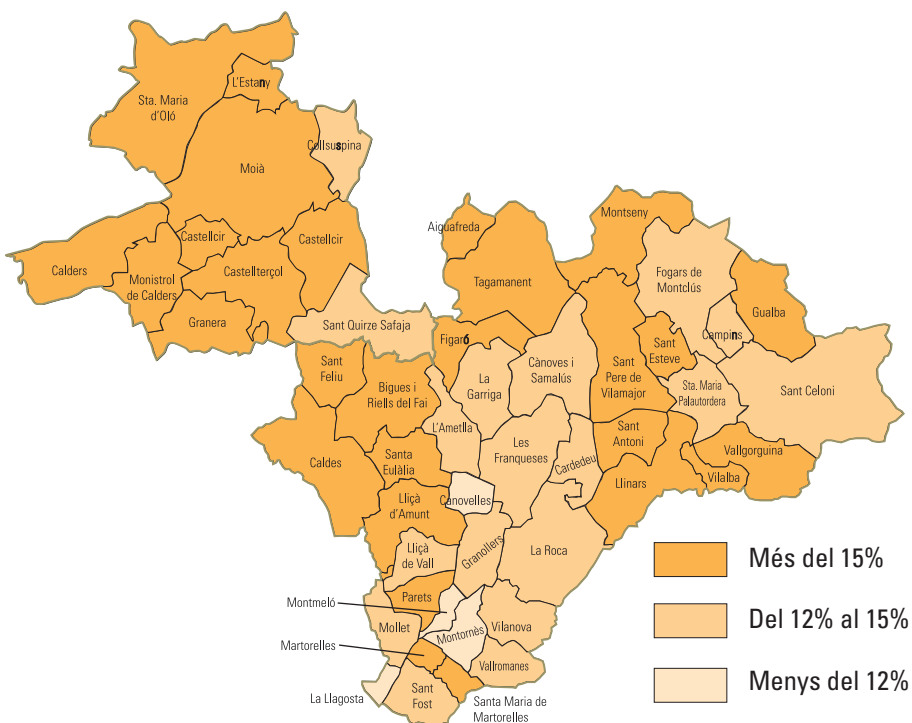 L'Estany
Sta. Maria
d'Oló
Collsuspina
Moià
Aiguafreda
Montseny
Castellcir
Castellcir
Calders
Monistrol
de Calders
Castellterçol
Tagamanent
Fogars de
Montclús
Gualba
Granera
Sant Quirze Safaja
Figaró
Campins
Sant
Feliu
Bigues i
Riells del Fai
La
Garriga
Cànoves i
Samalús
Sant
Pere de
Vilamajor
Sant
Esteve
Sta. Maria
Palautordera
Sant Celoni
L'Ametlla
Caldes
Santa
Eulàlia
Les
Franqueses
Cardedeu
Sant
Antoni
Vallgorguina
Llinars
Vilalba
Canovelles
Lliçà
d'Amunt
Lliçà
de Vall
Granollers
La Roca
Parets
Montmeló
Mollet
Montornès
Vilanova
Martorelles
Vallromanes
La Llagosta
Sant
Fost
Santa Maria de
Martorelles
Més del 15%
Del 12% al 15%
Menys del 12%